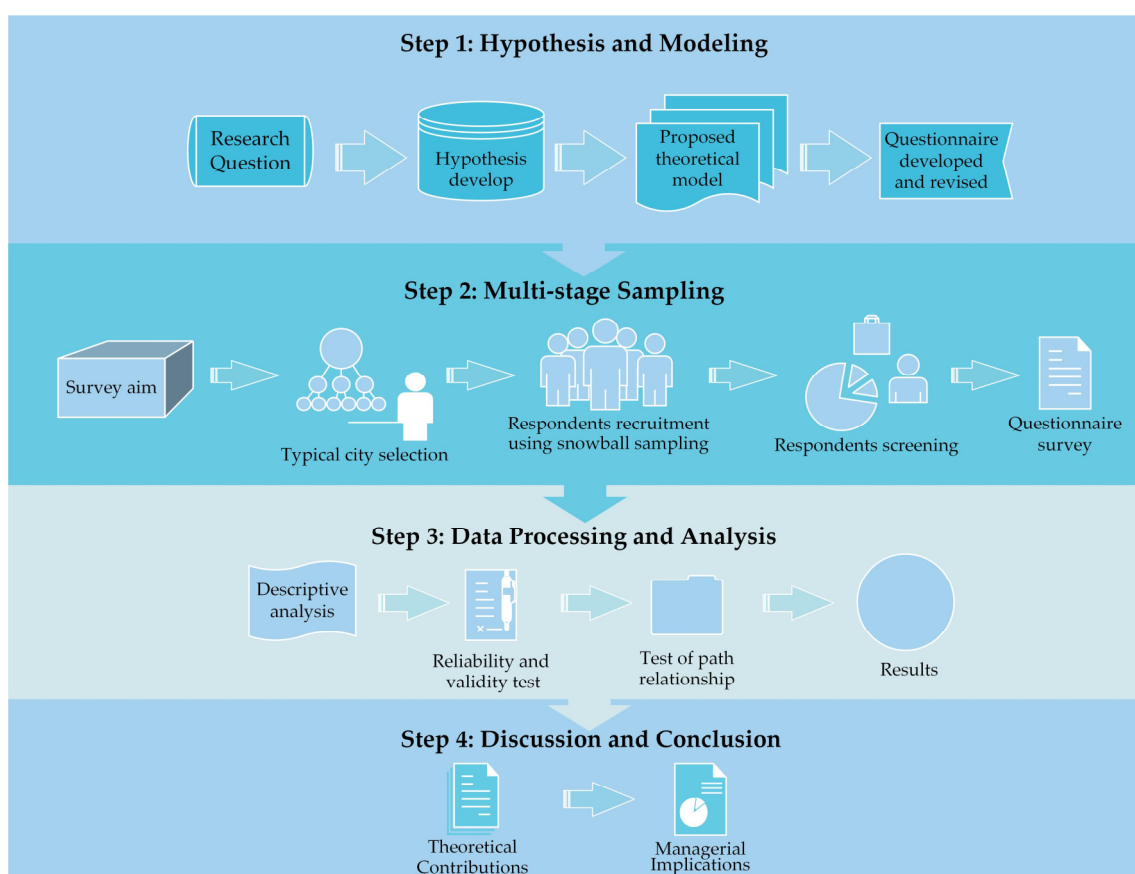 Step 1: Hypothesis and Modeling
Research
Question
Hypothesis
develop
Proposed
theoretical
model
Questionnaire
developed
and revised
Step 2: Multi-stage Sampling
Survey aim
Typical city selection
Respondents recruitment
using snowball sampling
Respondents screening
Questionnaire
survey
Step 3: Data Processing and Analysis
Descriptive
analysis
Reliability and
validity test
Test of path
relationship
Results
Step 4: Discussion and Conclusion
Theoretical
Contributions
Managerial
Implications